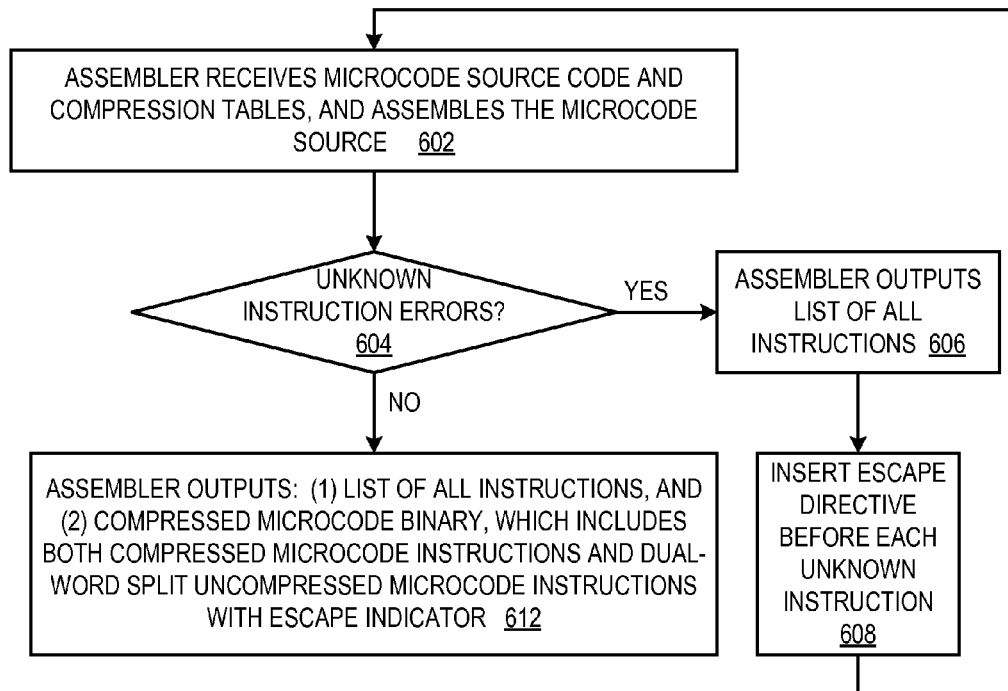 ASSEMBLER RECEIVES MICROCODE SOURCE CODE AND
COMPRESSION TABLES, AND ASSEMBLES THE MICROCODE
SOURCE 602
UNKNOWN
INSTRUCTION ERRORS?
604
YES
NO
ASSEMBLER OUTPUTS
LIST OF ALL
INSTRUCTIONS 606
ASSEMBLER OUTPUTS: (1) LIST OF ALL INSTRUCTIONS, AND
(2) COMPRESSED MICROCODE BINARY, WHICH INCLUDES
BOTH COMPRESSED MICROCODE INSTRUCTIONS AND DUAL-
WORD SPLIT UNCOMPRESSED MICROCODE INSTRUCTIONS
WITH ESCAPE INDICATOR 612
INSERT ESCAPE
DIRECTIVE
BEFORE EACH
UNKNOWN
INSTRUCTION
608